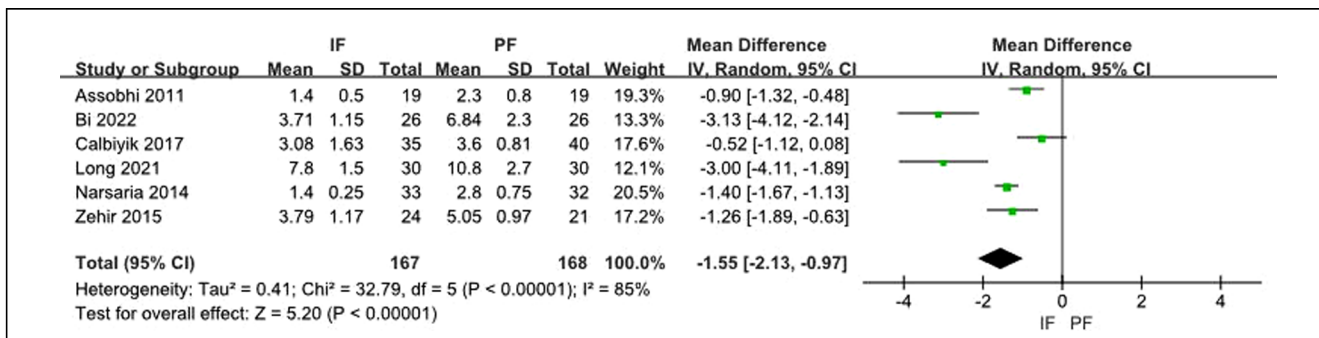 IF PF Mean Difference Mean Difference
Study or Subgroup Mean SD Total Mean SD Total Weight IV, Random, 95% CI IV, Random, 95% CI
Assobhi 2011 1.4 0.5 19 2.3 0.8 19 19.3% -0.90 [-1.32, -0.48]
Bi 2022 3.71 1.15 26 6.84 2.3 26 13.3% -3.13 [-4.12, -2.14]
Calbiyik 2017 3.08 1.63 35 3.6 0.81 40 17.6% -0.52 [-1.12, 0.08]
Long 2021 7.8 1.5 30 10.8 2.7 30 12.1% -3.00 [-4.11, -1.89]
Narsaria 2014 1.4 0.25 33 2.8 0.75 32 20.5% -1.40 [-1.67, -1.13]
Zehir 2015 3.79 1.17 24 5.05 0.97 21 17.2% -1.26 [-1.89, -0.63]
Total (95% CI) 167 168 100.0% -1.55 [-2.13, -0.97]
Heterogeneity: Tau² = 0.41; Chi² = 32.79, df = 5 (P < 0.00001); I² = 85%
Test for overall effect: Z = 5.20 (P < 0.00001)
-4 -2 0 2 4
IF PF